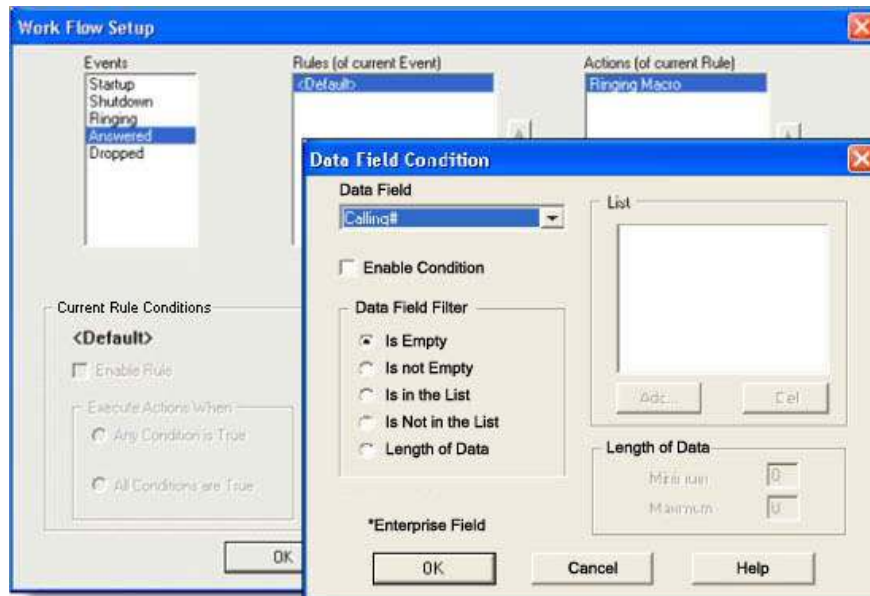 Work Flow Setup
Events
Rules (of current Event)
Actions (of current Rule)
Startup
Shutdown
Ringing
Answered
Dropped
<Default>
Ringing Macro
Data Field Condition
Data Field
Calling#
Enable Condition
Data Field Filter
Is Empty
Is not Empty
Is in the List
Is Not in the List
Length of Data
*Enterprise Field
List
Add...
Del
Length of Data
Minimum
0
Maximum
0
OK
Cancel
Help
Current Rule Conditions
<Default>
Enable Rule
Execute Actions When
Any Condition is True
All Conditions are True
OK